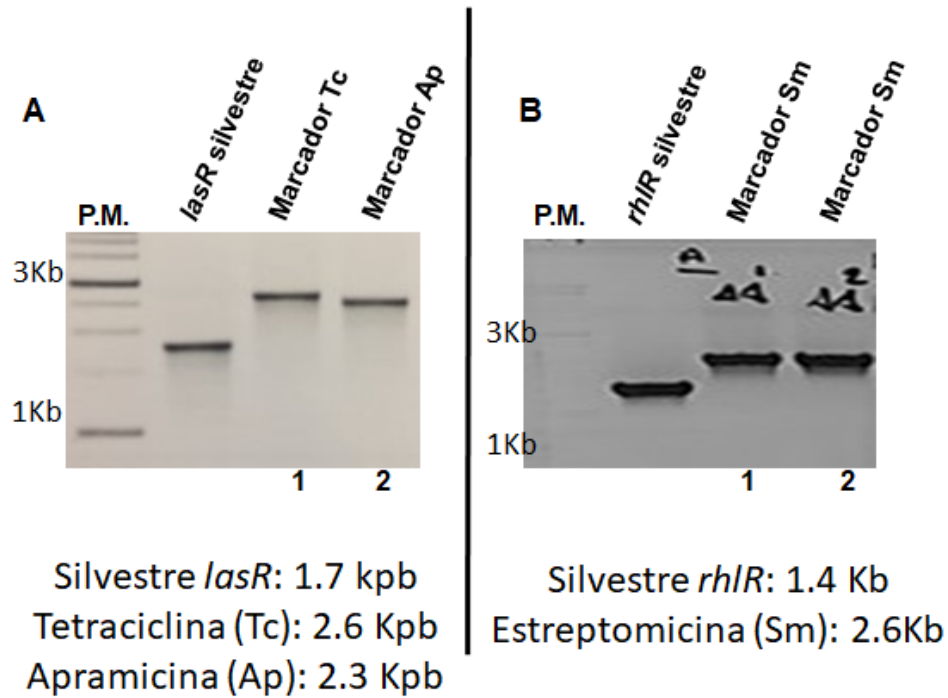 A
P.M.
lasR silvestre
Marcador Tc
Marcador Ap
3Kb
1Kb
1
2
Silvestre lasR: 1.7 kpb
Tetraciclina (Tc): 2.6 Kpb
Apramicina (Ap): 2.3 Kpb
B
P.M.
rhlR silvestre
Marcador Sm
Marcador Sm
A
1
2
3Kb
1Kb
1
2
Silvestre rhlR: 1.4 Kb
Estreptomicina (Sm): 2.6Kb